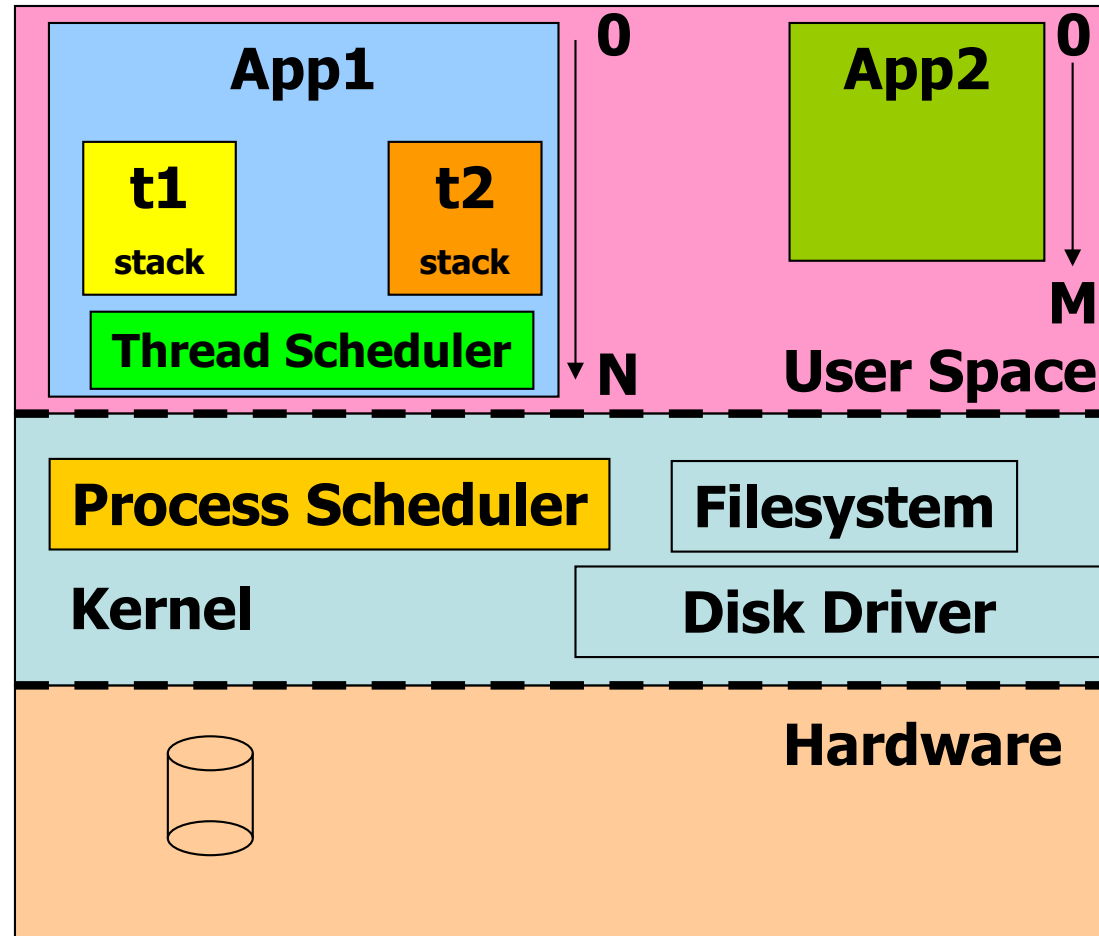 App1
0
App2
0
t1
stack
t2
stack
Thread Scheduler
N
M
User Space
Process Scheduler
Filesystem
Kernel
Disk Driver
Hardware